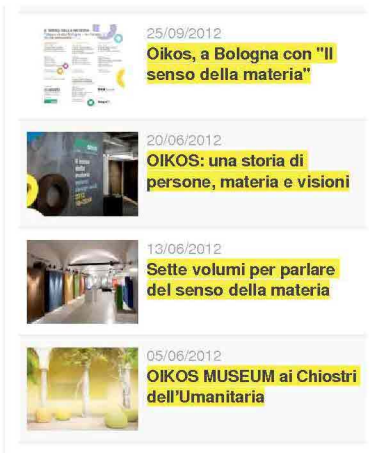 25/09/2012
Oikos, a Bologna con "Il
senso della materia"
20/06/2012
OIKOS: una storia di
persone, materia e visioni
13/06/2012
Sette volumi per parlare
del senso della materia
05/06/2012
OIKOS MUSEUM ai Chiostri
dell'Umanitaria